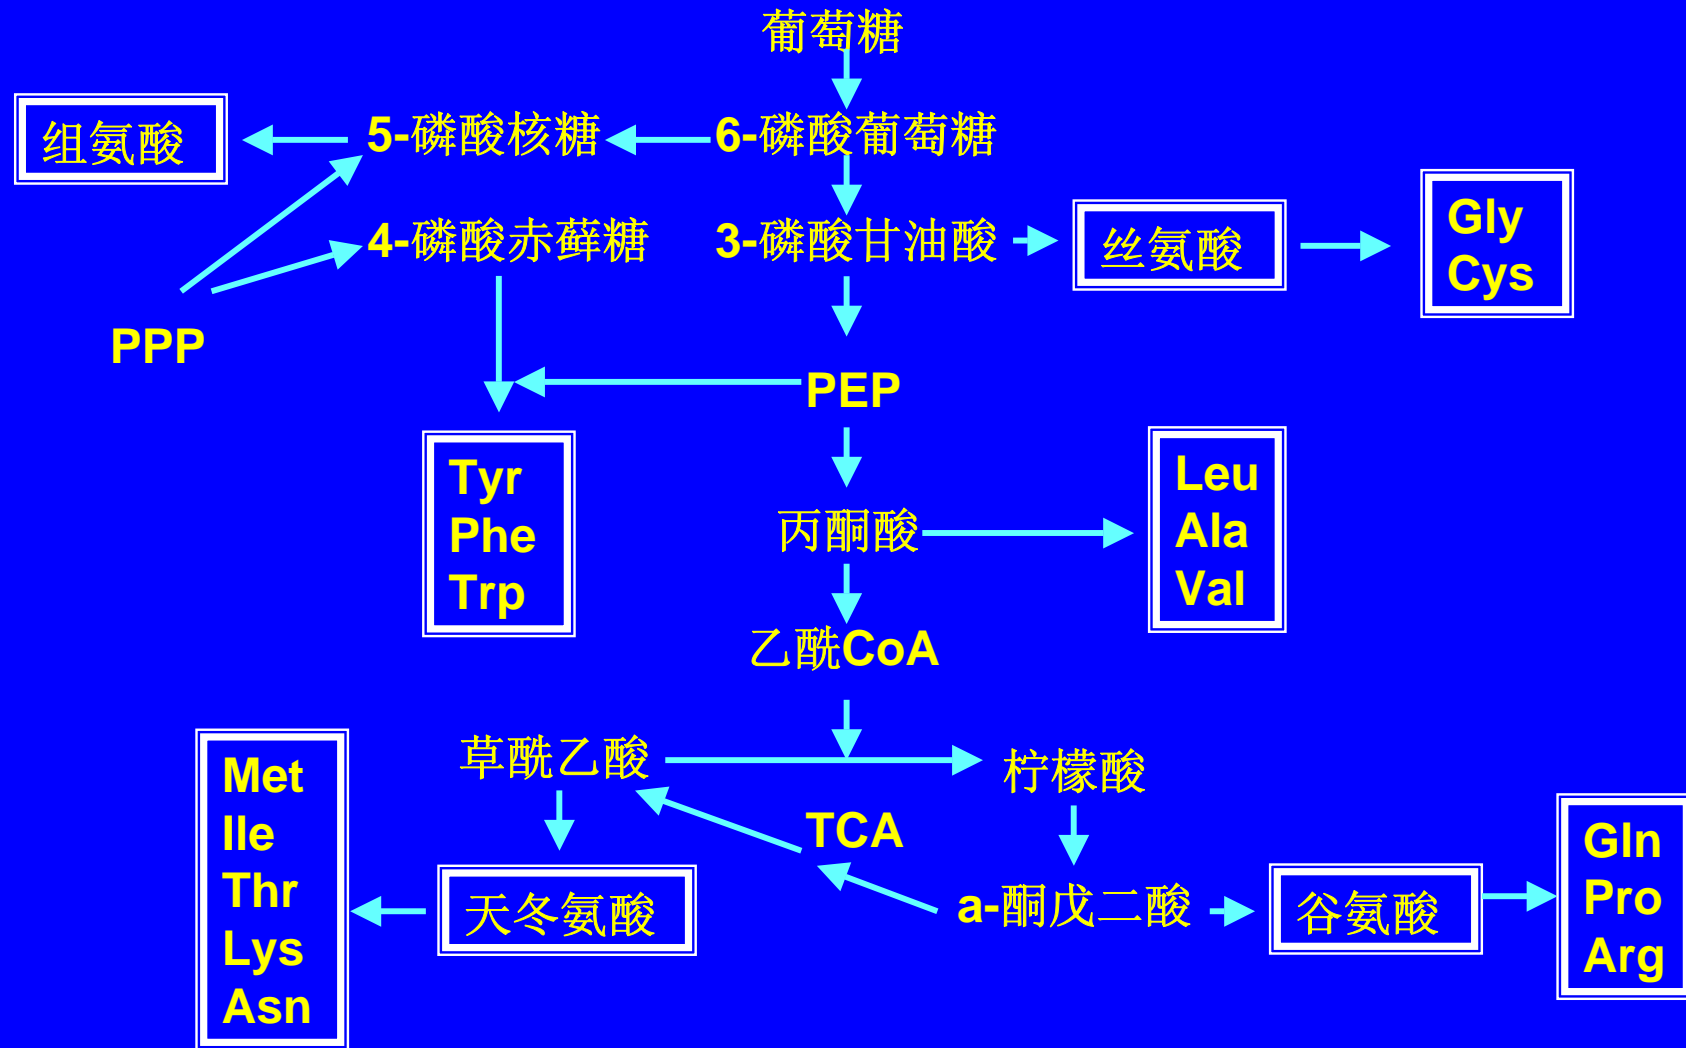 葡萄糖
组氨酸
5-磷酸核糖
6-磷酸葡萄糖
4-磷酸赤藓糖
3-磷酸甘油酸
丝氨酸
Gly
Cys
PPP
PEP
Tyr
Phe
Trp
丙酮酸
Leu
Ala
Val
乙酰CoA
草酰乙酸
柠檬酸
TCA
Met
Ile
Thr
Lys
Asn
天冬氨酸
a-酮戊二酸
谷氨酸
Gln
Pro
Arg